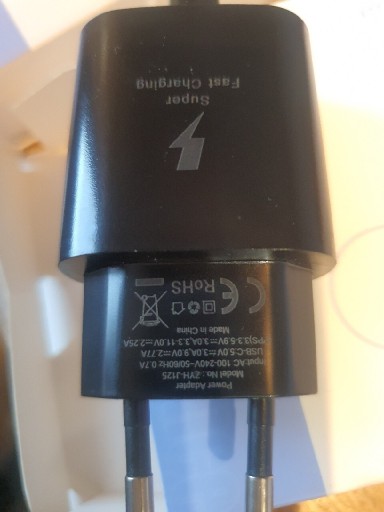 Super
Fast Charging
Power Adapter
Model No.: ZYH-J125
Input:AC 100-240V~50/60Hz 0.7A
USB-C:5.0V⎓3.0A,9.0V⎓2.77A
(PPS)3.3-5.9V⎓3.0A,3.3-11.0V⎓2.25A
Made in China
CE RoHS